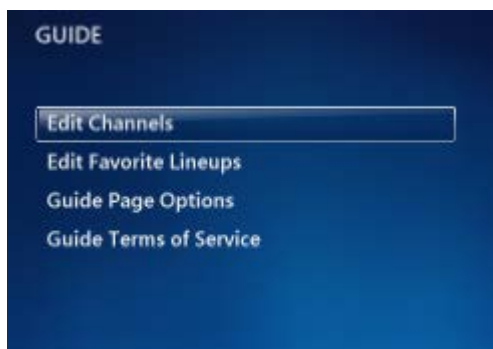 GUIDE
Edit Channels
Edit Favorite Lineups
Guide Page Options
Guide Terms of Service